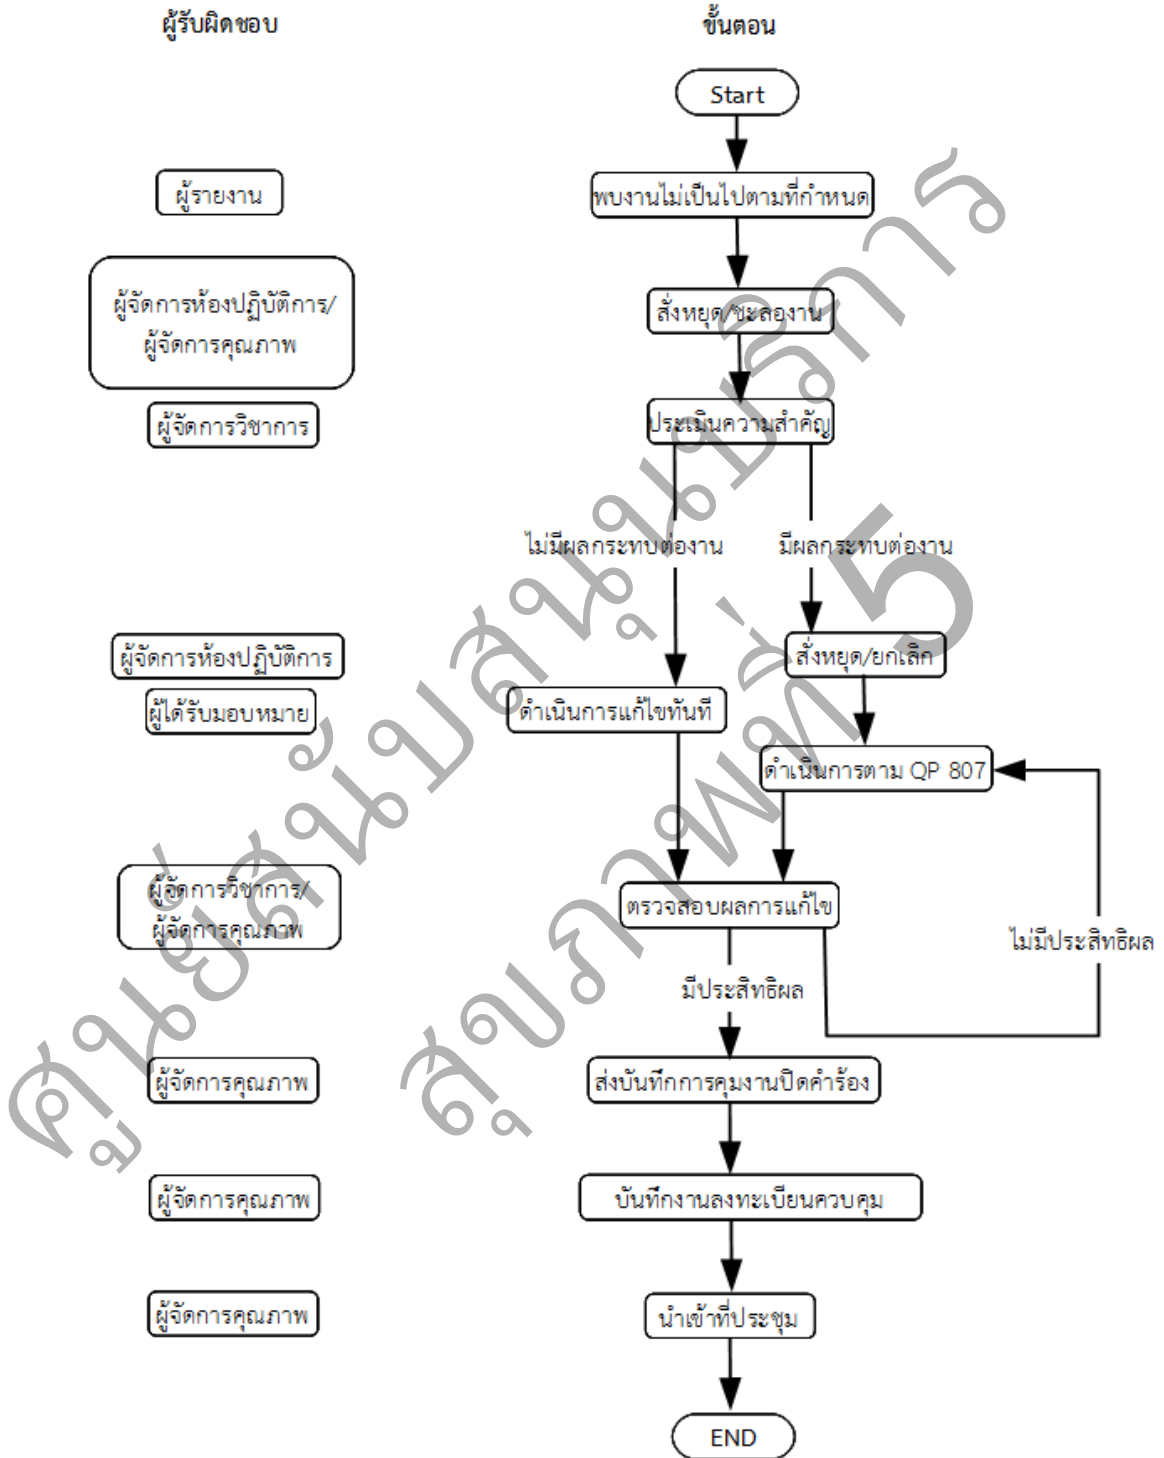 ผู้รับผิดชอบ
ขั้นตอน
Start
ผู้รายงาน
พบงานไม่เป็นไปตามที่กำหนด
ผู้จัดการห้องปฏิบัติการ/
ผู้จัดการคุณภาพ
สั่งหยุด/ชะลองาน
ผู้จัดการวิชาการ
ประเมินความสำคัญ
ไม่มีผลกระทบต่องาน
มีผลกระทบต่องาน
ผู้จัดการห้องปฏิบัติการ
สั่งหยุด/ยกเลิก
ผู้ได้รับมอบหมาย
ดำเนินการแก้ไขทันที
ดำเนินการตาม QP 807
ผู้จัดการวิชาการ/
ผู้จัดการคุณภาพ
ตรวจสอบผลการแก้ไข
ไม่มีประสิทธิผล
มีประสิทธิผล
ผู้จัดการคุณภาพ
ส่งบันทึกการคุมงานปิดคำร้อง
ผู้จัดการคุณภาพ
บันทึกงานลงทะเบียนควบคุม
ผู้จัดการคุณภาพ
นำเข้าที่ประชุม
END
ศูนย์สนับสนุนบริการ
สุขภาพที่ 5